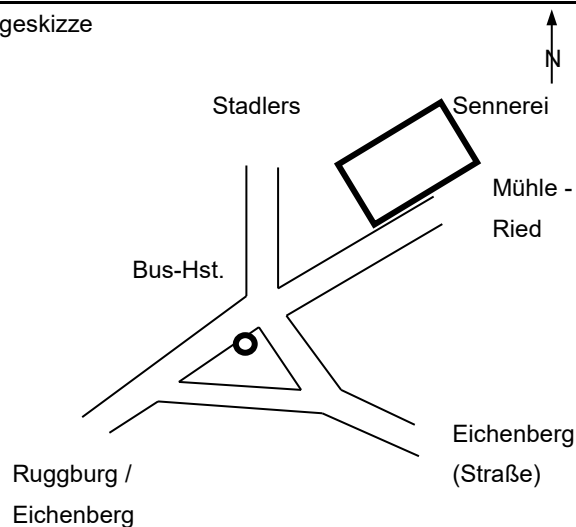 geskizze
N
Stadlers
Sennerei
Mühle -
Ried
Bus-Hst.
Eichenberg
(Straße)
Ruggburg /
Eichenberg